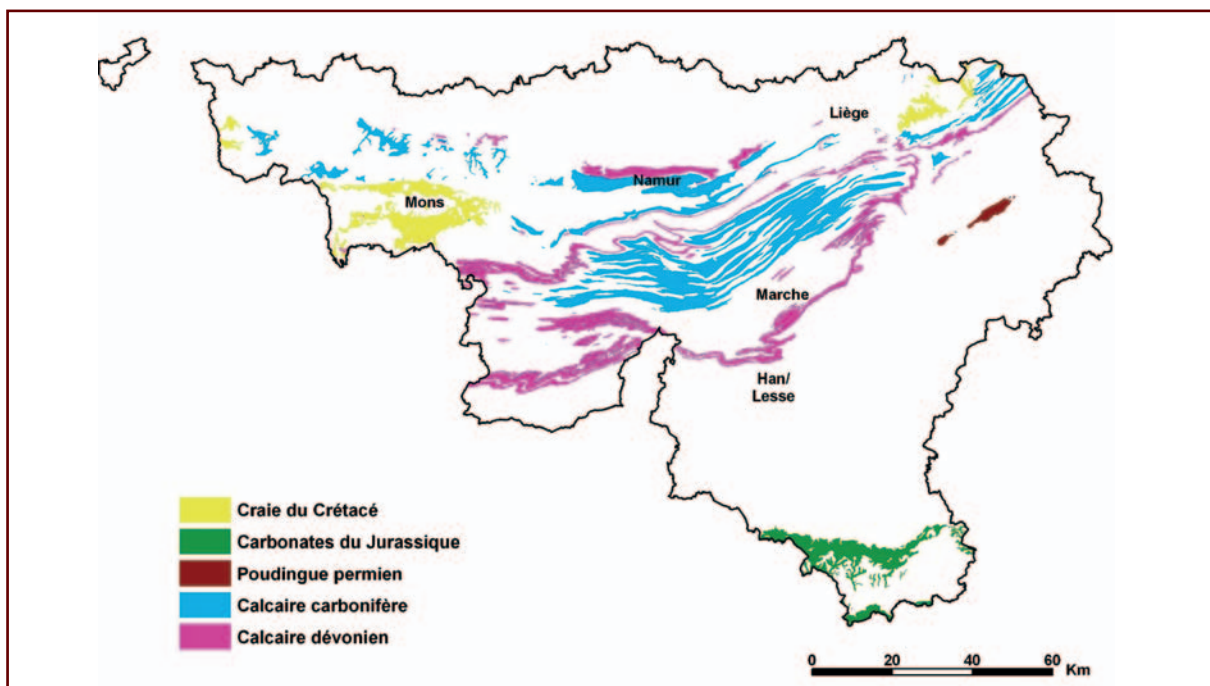 Liège
Namur
Mons
Marche
Han/
Lesse
Craie du Crétacé
Carbonates du Jurassique
Poudingue permien
Calcaire carbonifère
Calcaire dévonien
0 20 40 60
Km